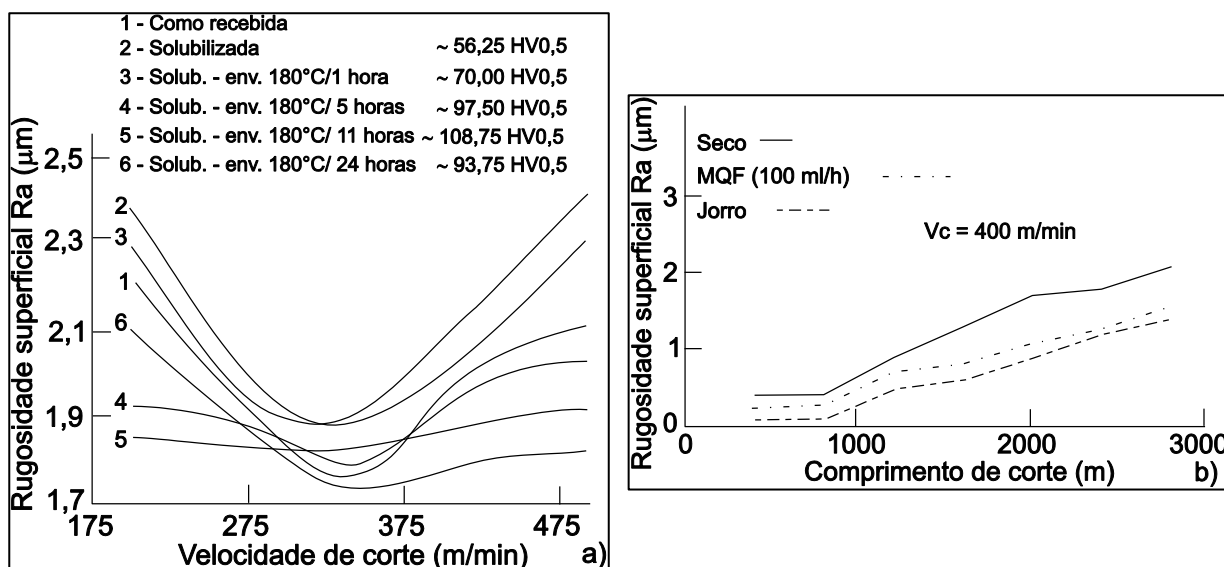 1 - Como recebida
2 - Solubilizada ~ 56,25 HV0,5
3 - Solub. - env. 180°C/1 hora ~ 70,00 HV0,5
4 - Solub. - env. 180°C/ 5 horas ~ 97,50 HV0,5
5 - Solub. - env. 180°C/ 11 horas ~ 108,75 HV0,5
6 - Solub. - env. 180°C/ 24 horas ~ 93,75 HV0,5
Rugosidade superficial Ra (μm)
2,5
2,3
2,1
1,9
1,7
2
3
1
6
4
5
175 275 375 475
Velocidade de corte (m/min)
a)
Rugosidade superficial Ra (μm)
Seco
MQF (100 ml/h)
Jorro
Vc = 400 m/min
3
2
1
0
0 1000 2000 3000
Comprimento de corte (m)
b)